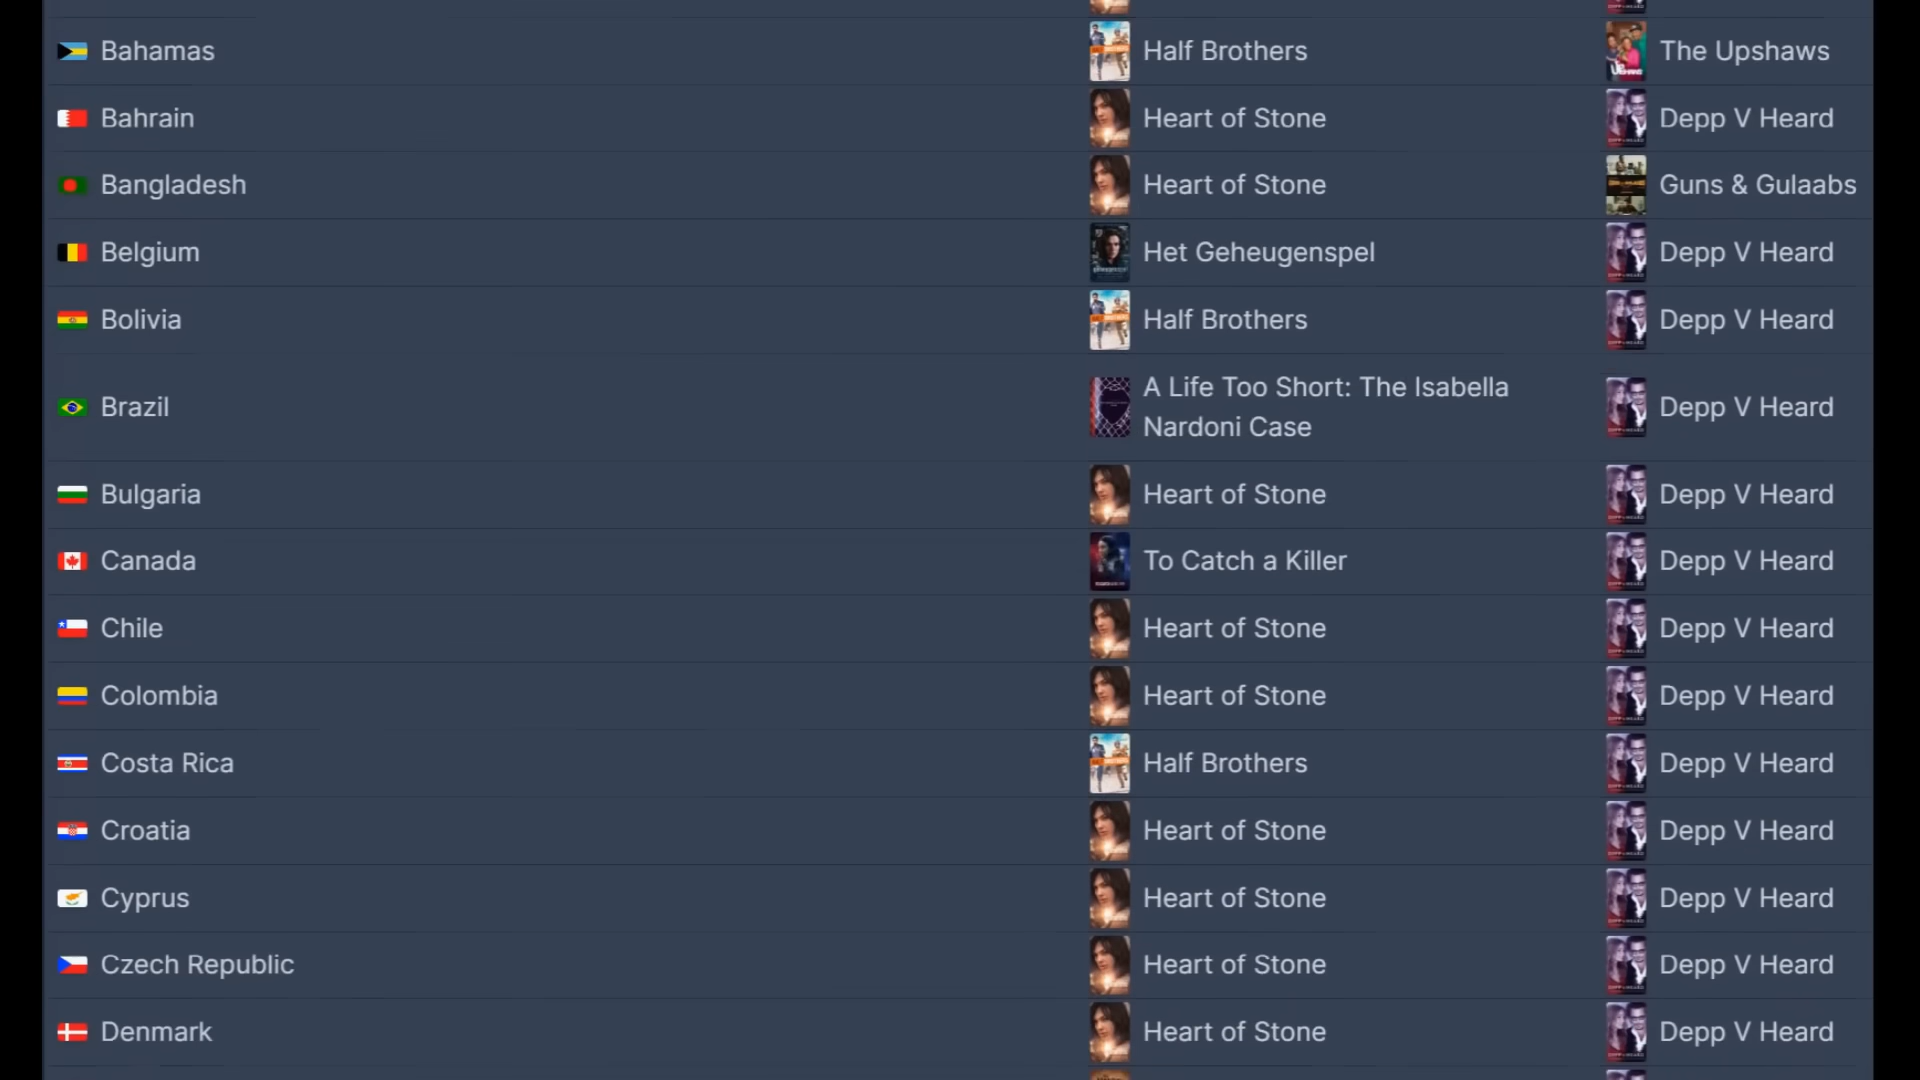 Bahamas Half Brothers The Upshaws
Bahrain Heart of Stone Depp V Heard
Bangladesh Heart of Stone Guns & Gulaabs
Belgium Het Geheugenspel Depp V Heard
Bolivia Half Brothers Depp V Heard
Brazil A Life Too Short: The Isabella
Nardoni Case Depp V Heard
Bulgaria Heart of Stone Depp V Heard
Canada To Catch a Killer Depp V Heard
Chile Heart of Stone Depp V Heard
Colombia Heart of Stone Depp V Heard
Costa Rica Half Brothers Depp V Heard
Croatia Heart of Stone Depp V Heard
Cyprus Heart of Stone Depp V Heard
Czech Republic Heart of Stone Depp V Heard
Denmark Heart of Stone Depp V Heard